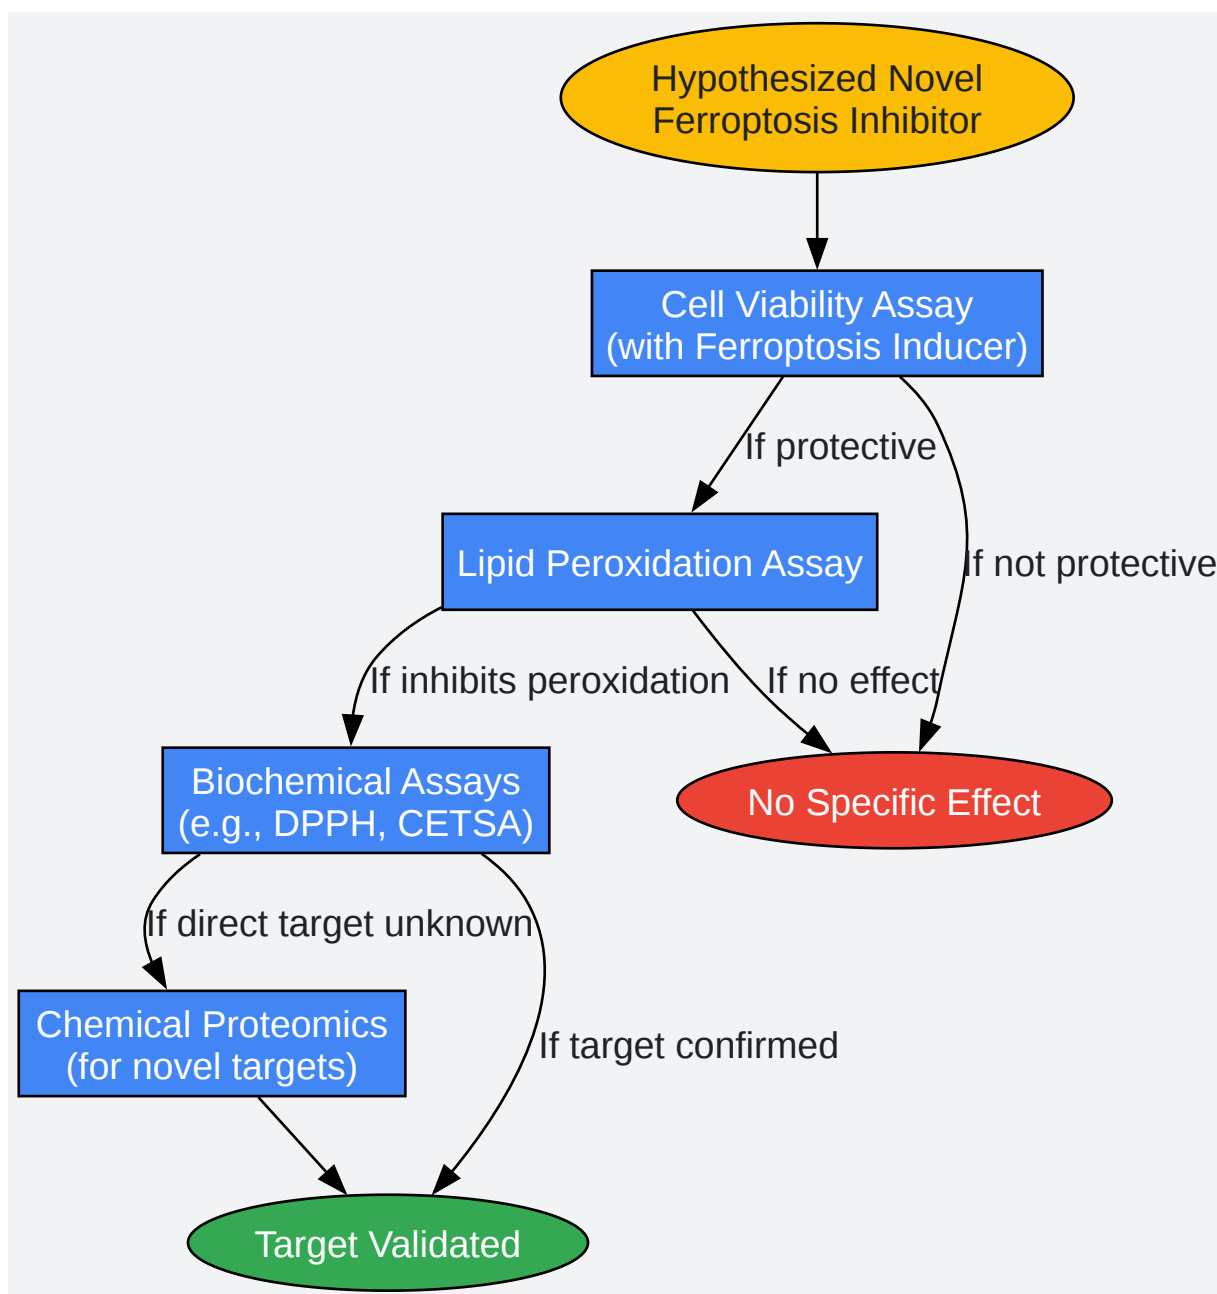 Hypothesized Novel
Ferroptosis Inhibitor
Cell Viability Assay
(with Ferroptosis Inducer)
If protective
Lipid Peroxidation Assay
If not protective
If inhibits peroxidation
If no effect
Biochemical Assays
(e.g., DPPH, CETSA)
No Specific Effect
If direct target unknown
Chemical Proteomics
(for novel targets)
If target confirmed
Target Validated